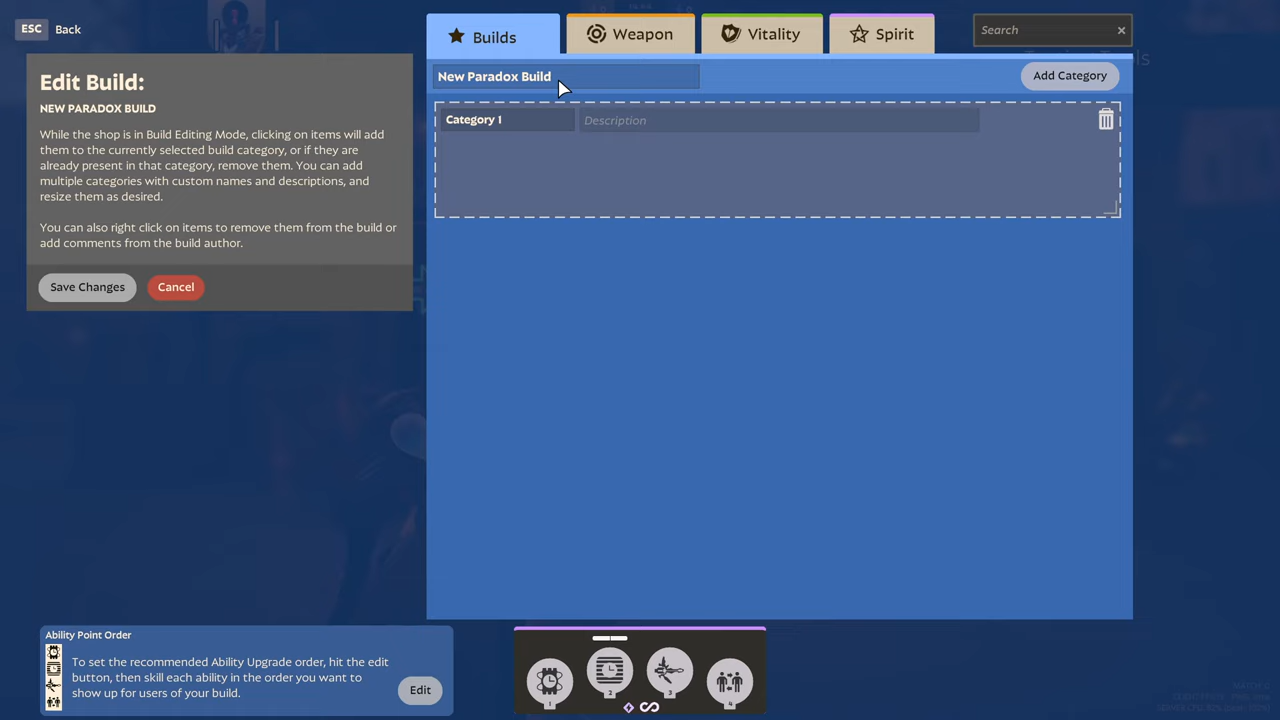 ESC Back
Builds
Weapon
Vitality
Spirit
Search
New Paradox Build
Add Category
Edit Build:
NEW PARADOX BUILD
While the shop is in Build Editing Mode, clicking on items will add
them to the currently selected build category, or if they are
already present in that category, remove them. You can add
multiple categories with custom names and descriptions, and
resize them as desired.
You can also right click on items to remove them from the build or
add comments from the build author.
Save Changes
Cancel
Category 1
Description
Ability Point Order
To set the recommended Ability Upgrade order, hit the edit
button, then skill each ability in the order you want to
show up for users of your build.
Edit
1
2
3
4